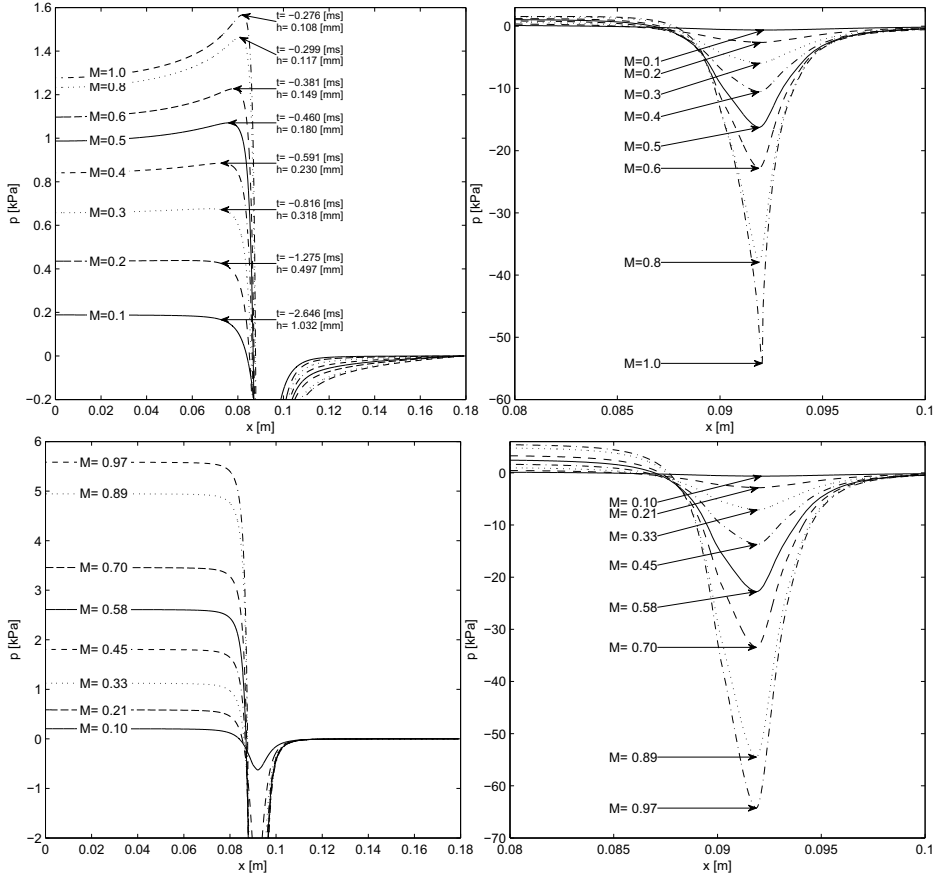 1.6
1.4
1.2
1
0.8
0.6
0.4
0.2
0
−0.2
p [kPa]
M=1.0
M=0.8
M=0.6
M=0.5
M=0.4
M=0.3
M=0.2
M=0.1
t= −0.276 [ms]
h= 0.108 [mm]
t= −0.299 [ms]
h= 0.117 [mm]
t= −0.381 [ms]
h= 0.149 [mm]
t= −0.460 [ms]
h= 0.180 [mm]
t= −0.591 [ms]
h= 0.230 [mm]
t= −0.816 [ms]
h= 0.318 [mm]
t= −1.275 [ms]
h= 0.497 [mm]
t= −2.646 [ms]
h= 1.032 [mm]
0 0.02 0.04 0.06 0.08 0.1 0.12 0.14 0.16 0.18
x [m]
0
−10
−20
−30
−40
−50
−60
p [kPa]
M=0.1
M=0.2
M=0.3
M=0.4
M=0.5
M=0.6
M=0.8
M=1.0
0.08 0.085 0.09 0.095 0.1
x [m]
6
5
4
3
2
1
0
−1
−2
p [kPa]
M= 0.97
M= 0.89
M= 0.70
M= 0.58
M= 0.45
M= 0.33
M= 0.21
M= 0.10
0 0.02 0.04 0.06 0.08 0.1 0.12 0.14 0.16 0.18
x [m]
0
−10
−20
−30
−40
−50
−60
−70
p [kPa]
M= 0.10
M= 0.21
M= 0.33
M= 0.45
M= 0.58
M= 0.70
M= 0.89
M= 0.97
0.08 0.085 0.09 0.095 0.1
x [m]